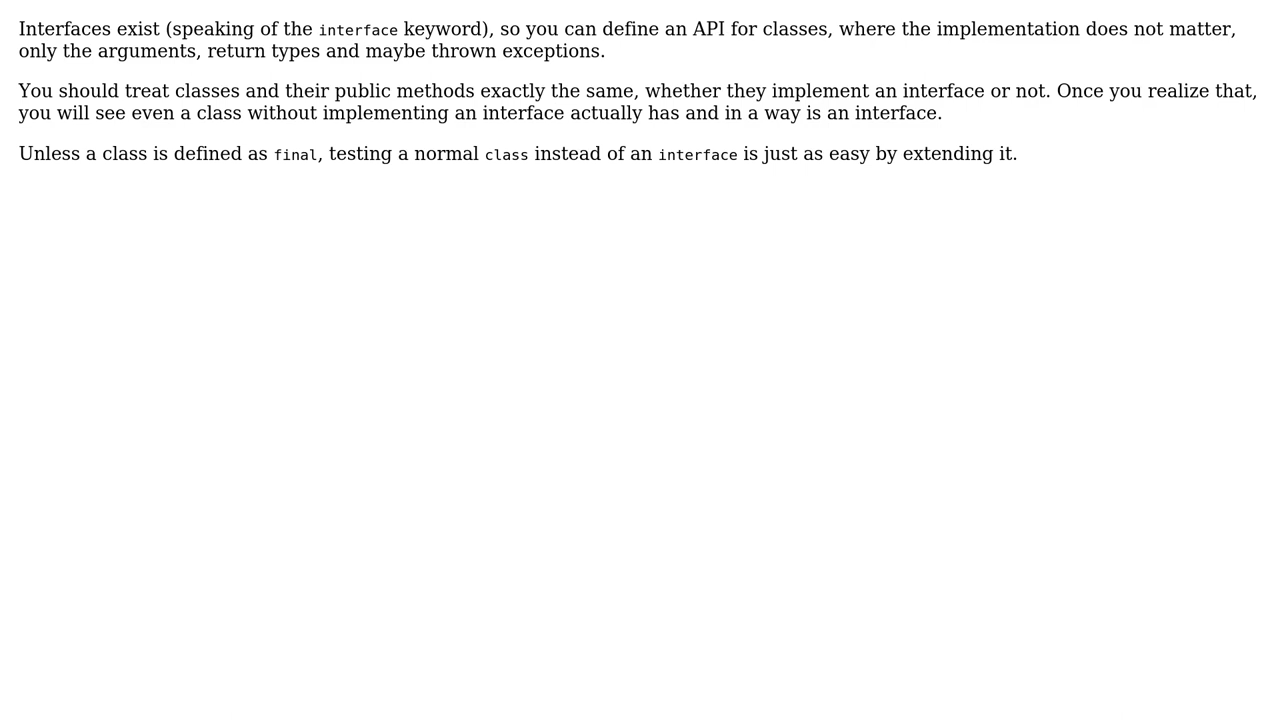 Interfaces exist (speaking of the interface keyword), so you can define an API for classes, where the implementation does not matter,
only the arguments, return types and maybe thrown exceptions.
You should treat classes and their public methods exactly the same, whether they implement an interface or not. Once you realize that,
you will see even a class without implementing an interface actually has and in a way is an interface.
Unless a class is defined as final, testing a normal class instead of an interface is just as easy by extending it.